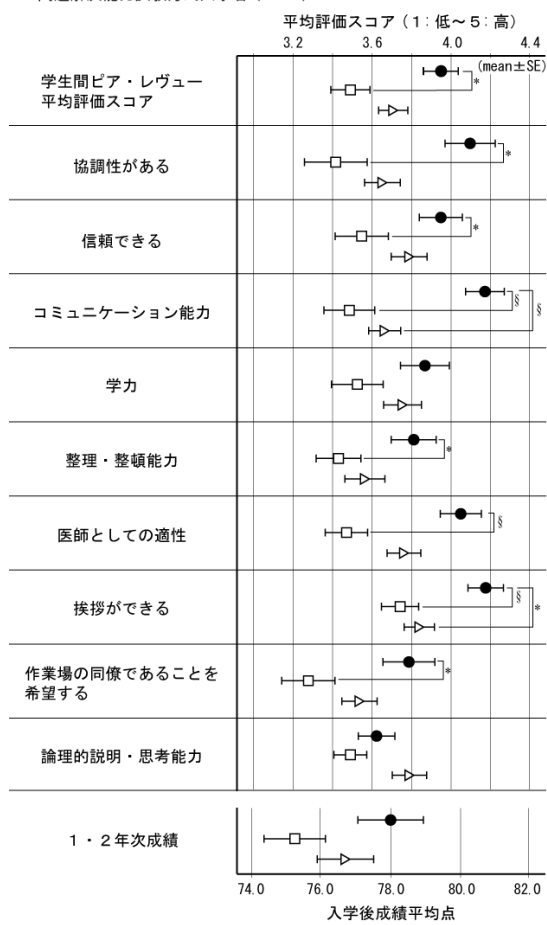 平均評価スコア（1：低～5：高）
3.2 3.6 4.0 4.4
(mean±SE)
学生間ピア・レヴュー
平均評価スコア
*
協調性がある
*
信頼できる
*
コミュニケーション能力
§ §
学力
整理・整頓能力
*
医師としての適性
§
挨拶ができる
§ *
作業場の同僚であることを
希望する
*
論理的説明・思考能力
1・2年次成績
74.0 76.0 78.0 80.0 82.0
入学後成績平均点